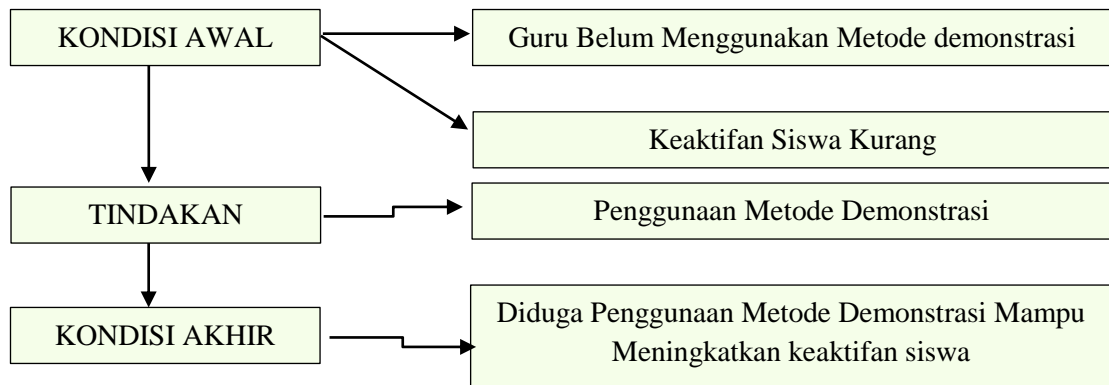 KONDISI AWAL
Guru Belum Menggunakan Metode demonstrasi
Keaktifan Siswa Kurang
TINDAKAN
Penggunaan Metode Demonstrasi
KONDISI AKHIR
Diduga Penggunaan Metode Demonstrasi Mampu
Meningkatkan keaktifan siswa